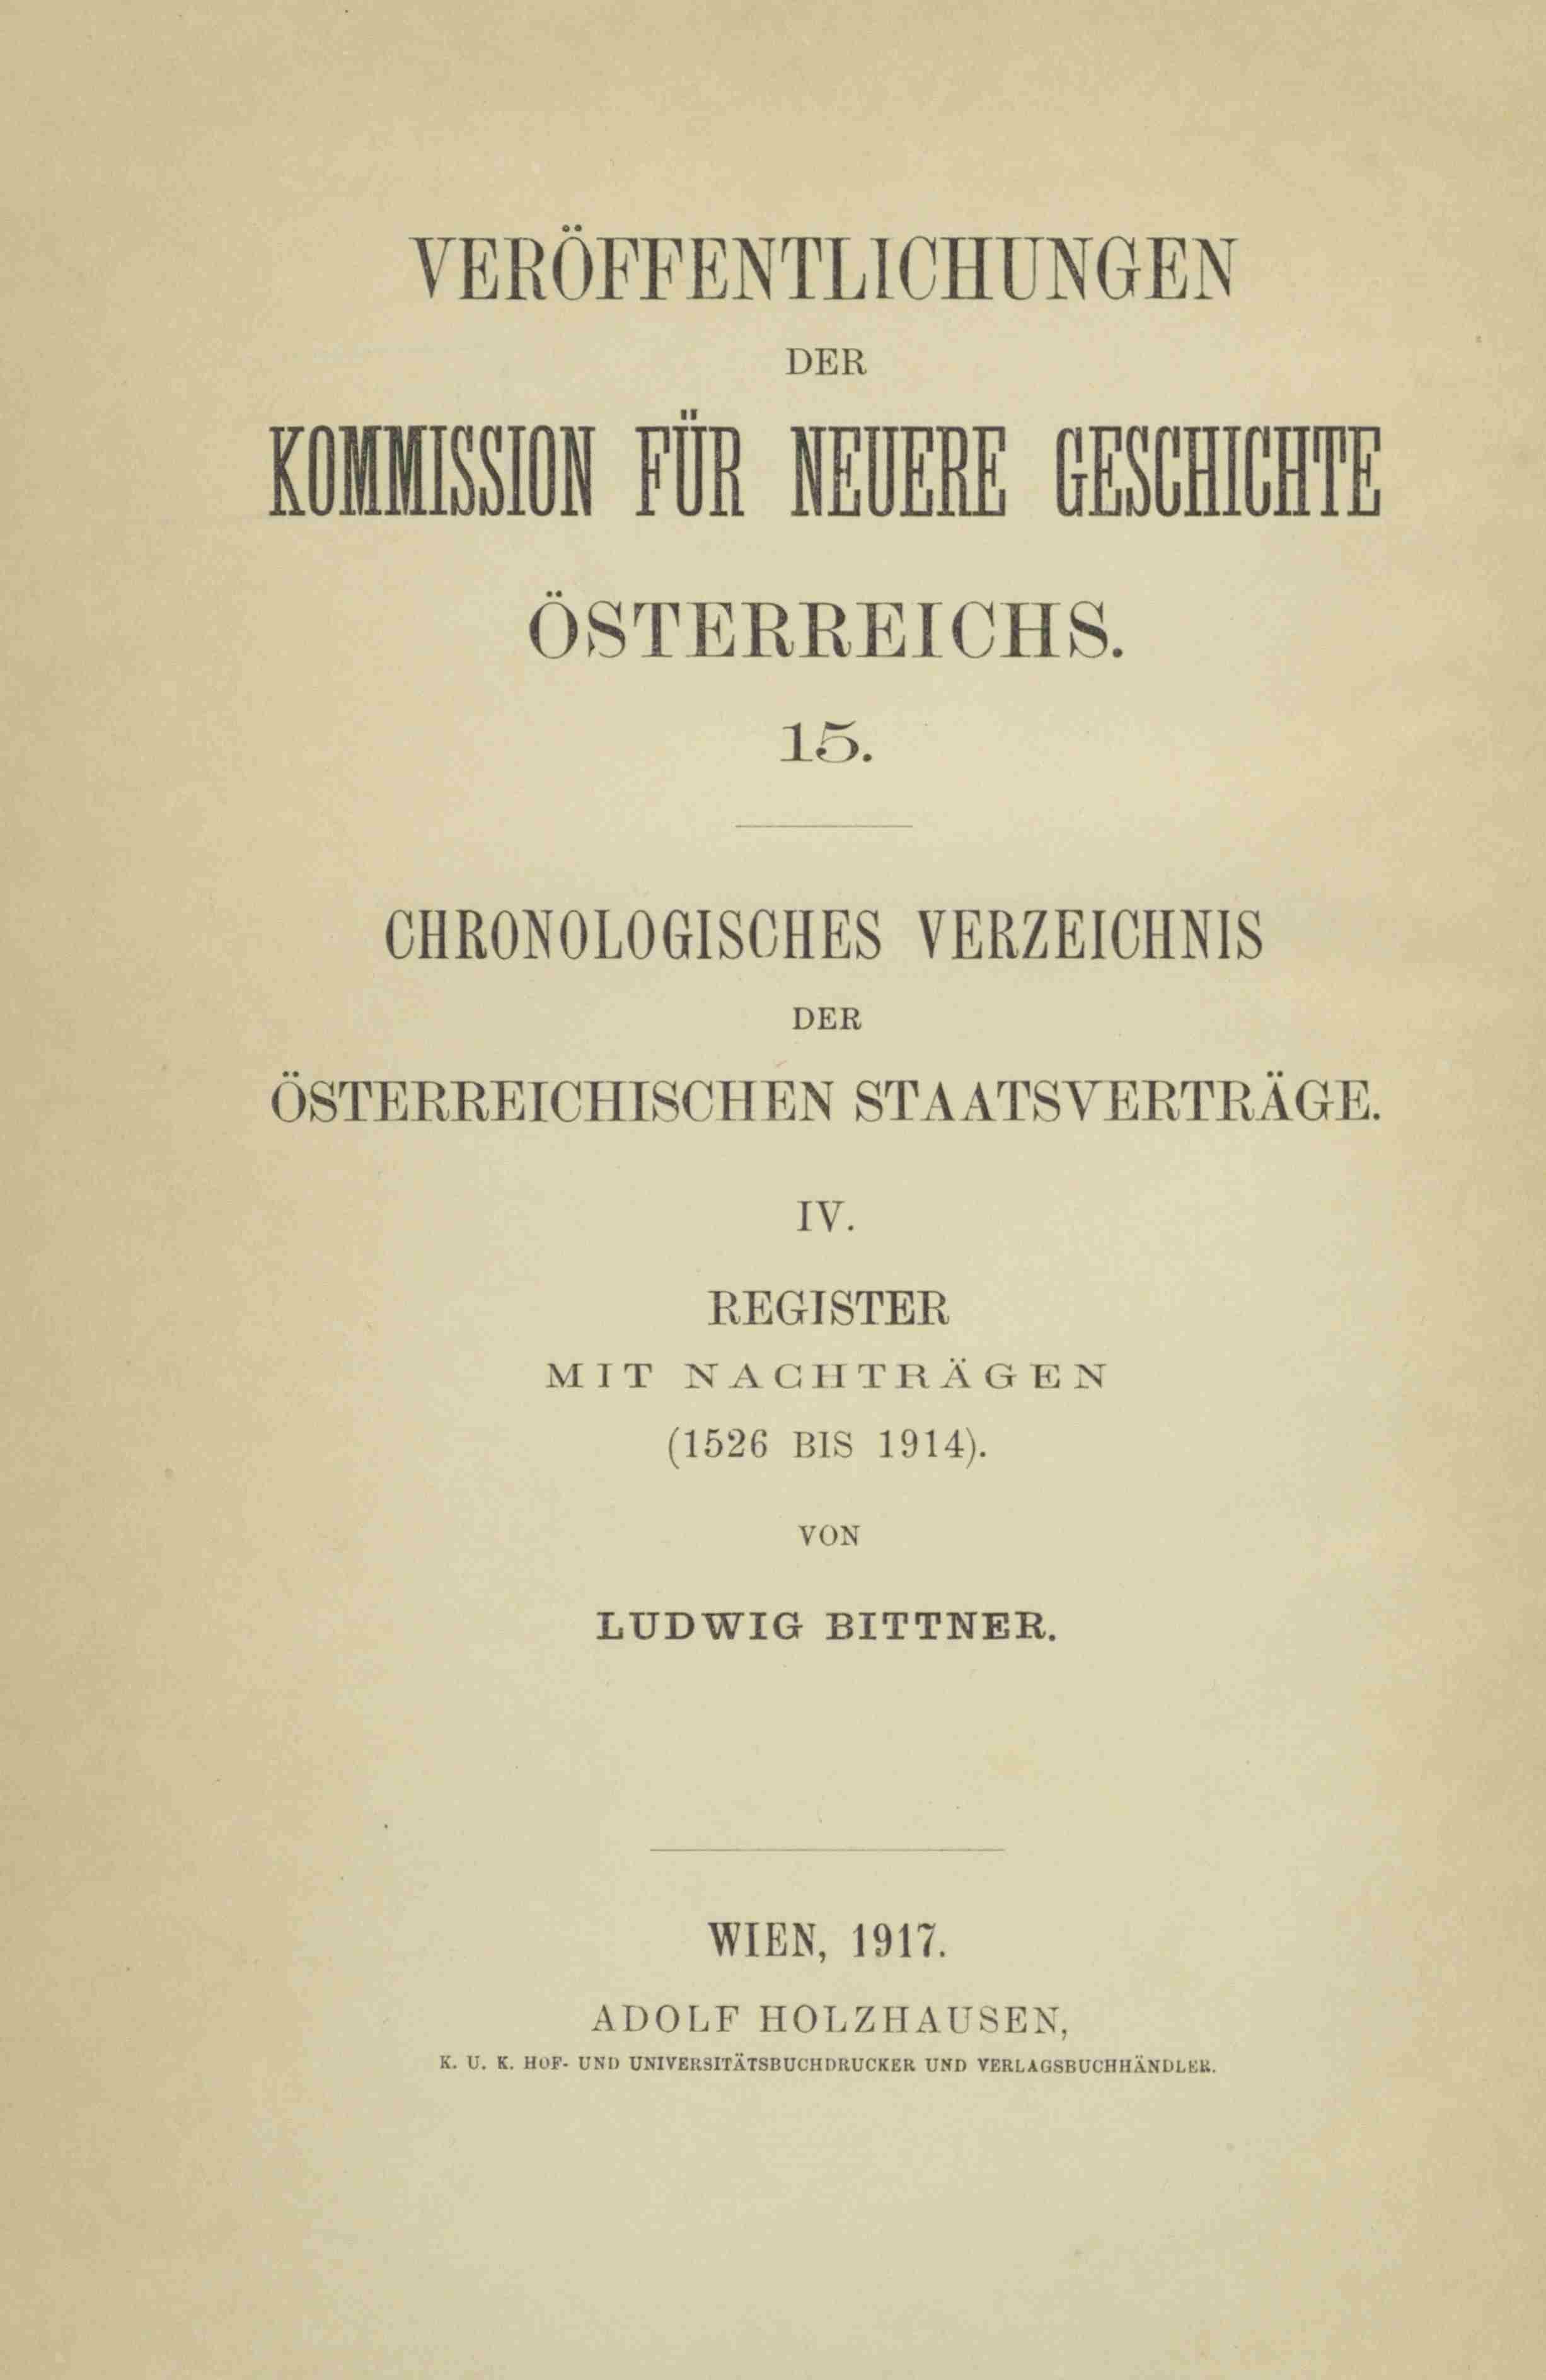 VERÖFFENTLICHUNGEN
DER
KOMMISSION FÜR NEUERE GESCHICHTE
ÖSTERREICHS.
15.
CHRONOLOGISCHES VERZEICHNIS
DER
ÖSTERREICHISCHEN STAATSVERTRÄGE.
IV.
REGISTER
MIT NACHTRÄGEN
(1526 BIS 1914).
VON
LUDWIG BITTNER.
WIEN, 1917.
ADOLF HOLZHAUSEN,
K. U. K. HOF- UND UNIVERSITÄTSBUCHDRUCKER UND VERLAGSBUCHHÄNDLER.